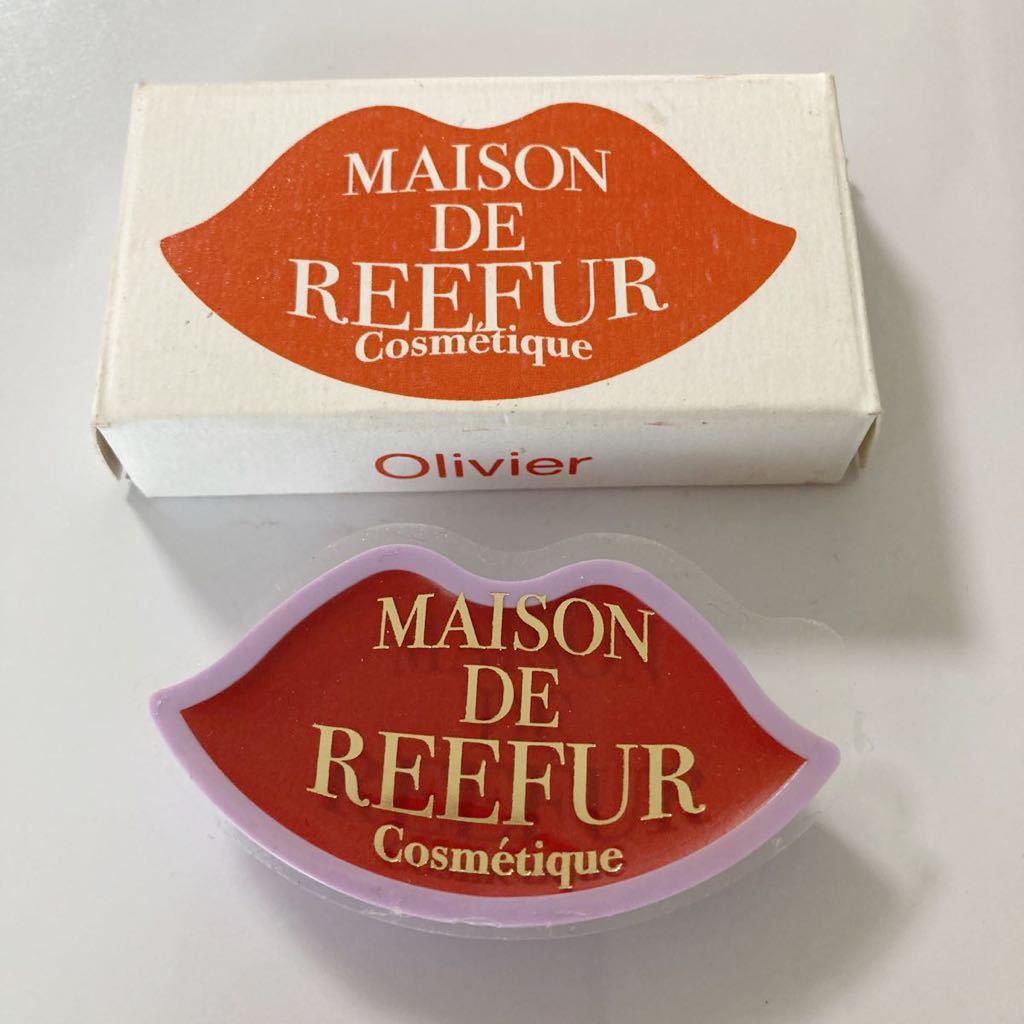 MAISON
DE
REEFUR
Cosmétique
Olivier
MAISON
DE
REEFUR
Cosmétique